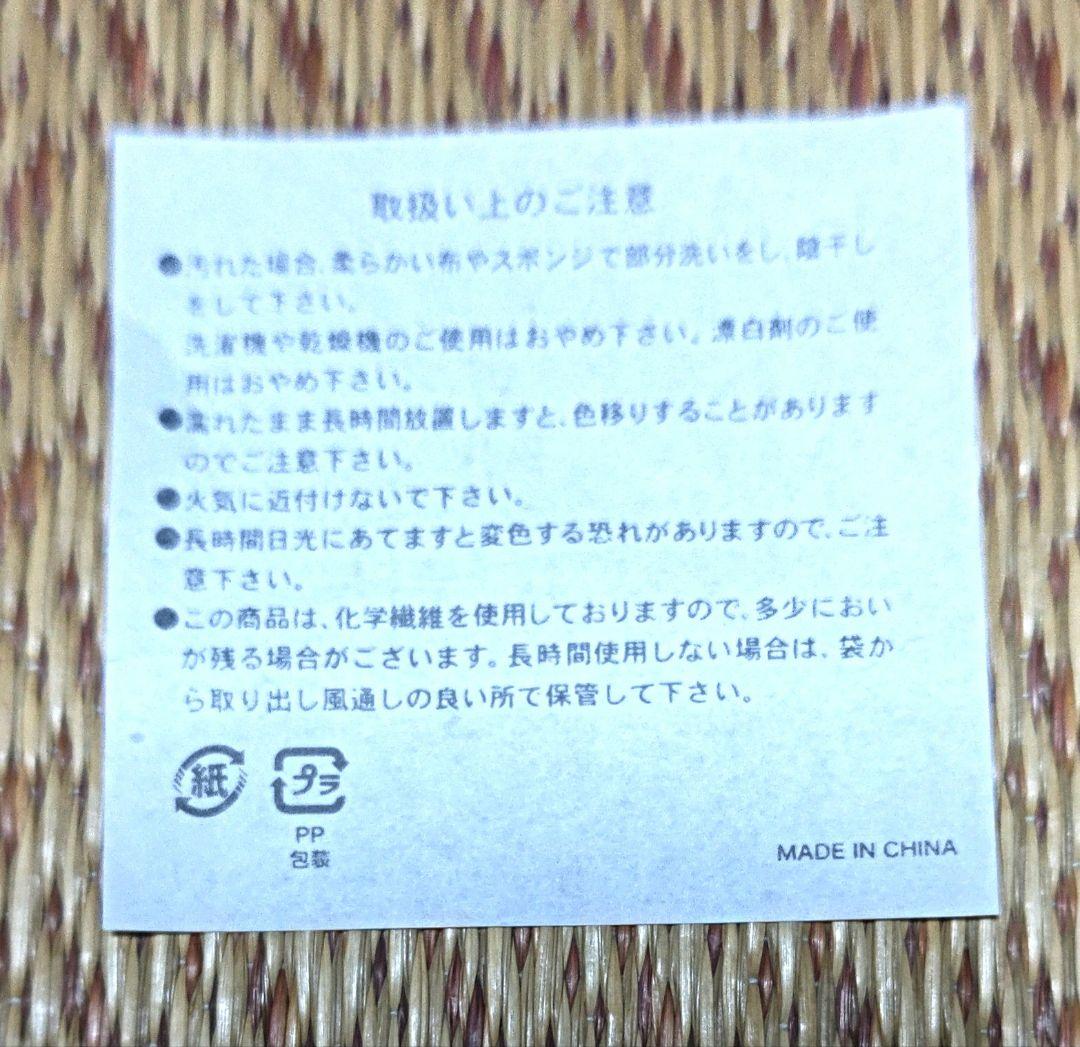 取扱い上のご注意
●汚れた場合、柔らかい布やスポンジで部分洗いをし、陰干し
をして下さい。
洗濯機や乾燥機のご使用はおやめ下さい。漂白剤のご使
用はおやめ下さい。
●濡れたまま長時間放置しますと、色移りすることがあります
のでご注意下さい。
●火気に近付けないで下さい。
●長時間日光にあてますと変色する恐れがありますので、ご注
意下さい。
●この商品は、化学繊維を使用しておりますので、多少におい
が残る場合がございます。長時間使用しない場合は、袋か
ら取り出し風通しの良い所で保管して下さい。
紙 プラ
PP
包装
MADE IN CHINA